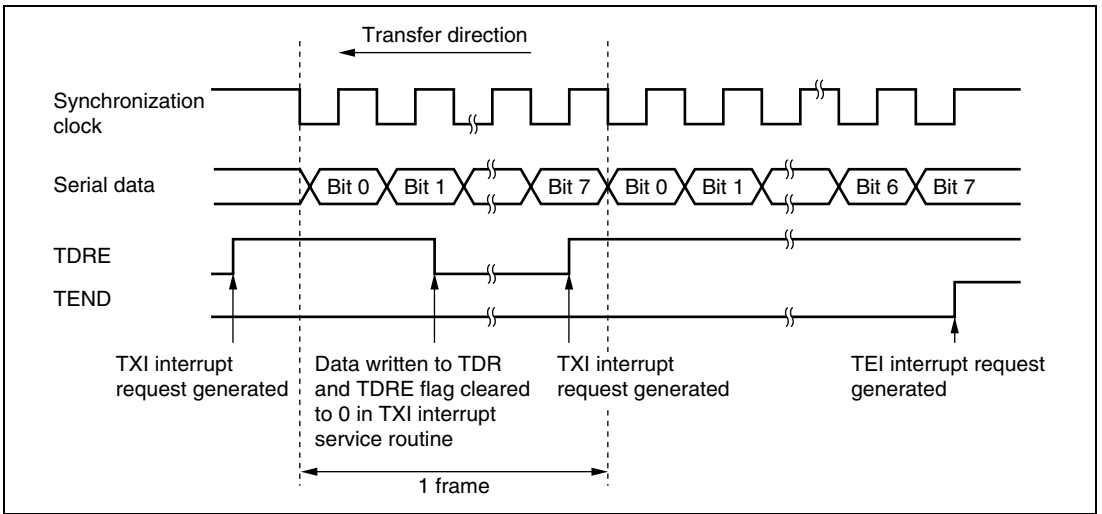 Transfer direction
Synchronization
clock
Serial data
Bit 0 Bit 1 Bit 7 Bit 0 Bit 1 Bit 6 Bit 7
TDRE
TEND
TXI interrupt
request generated
Data written to TDR
and TDRE flag cleared
to 0 in TXI interrupt
service routine
TXI interrupt
request generated
TEI interrupt request
generated
1 frame